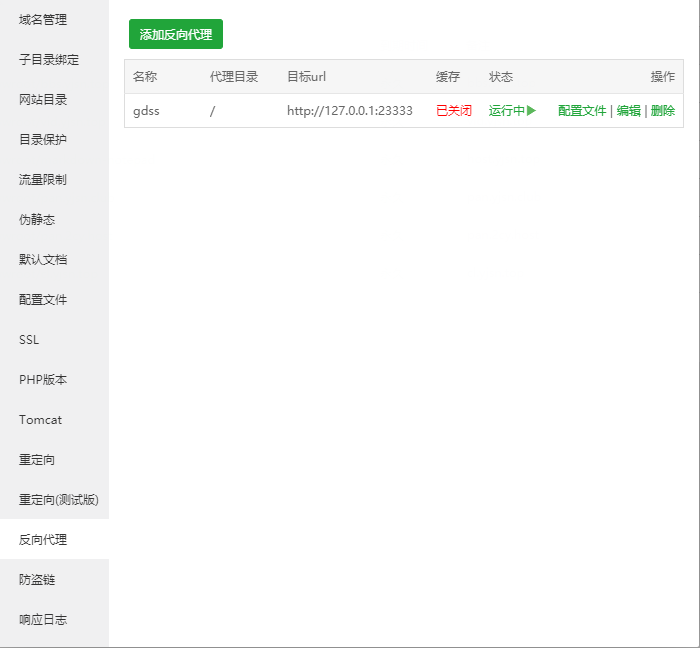 域名管理
子目录绑定
网站目录
目录保护
流量限制
伪静态
默认文档
配置文件
SSL
PHP版本
Tomcat
重定向
重定向(测试版)
反向代理
防盗链
响应日志
添加反向代理
名称 代理目录 目标url 缓存 状态 操作
gdss / http://127.0.0.1:23333 已关闭 运行中 配置文件 | 编辑 | 删除